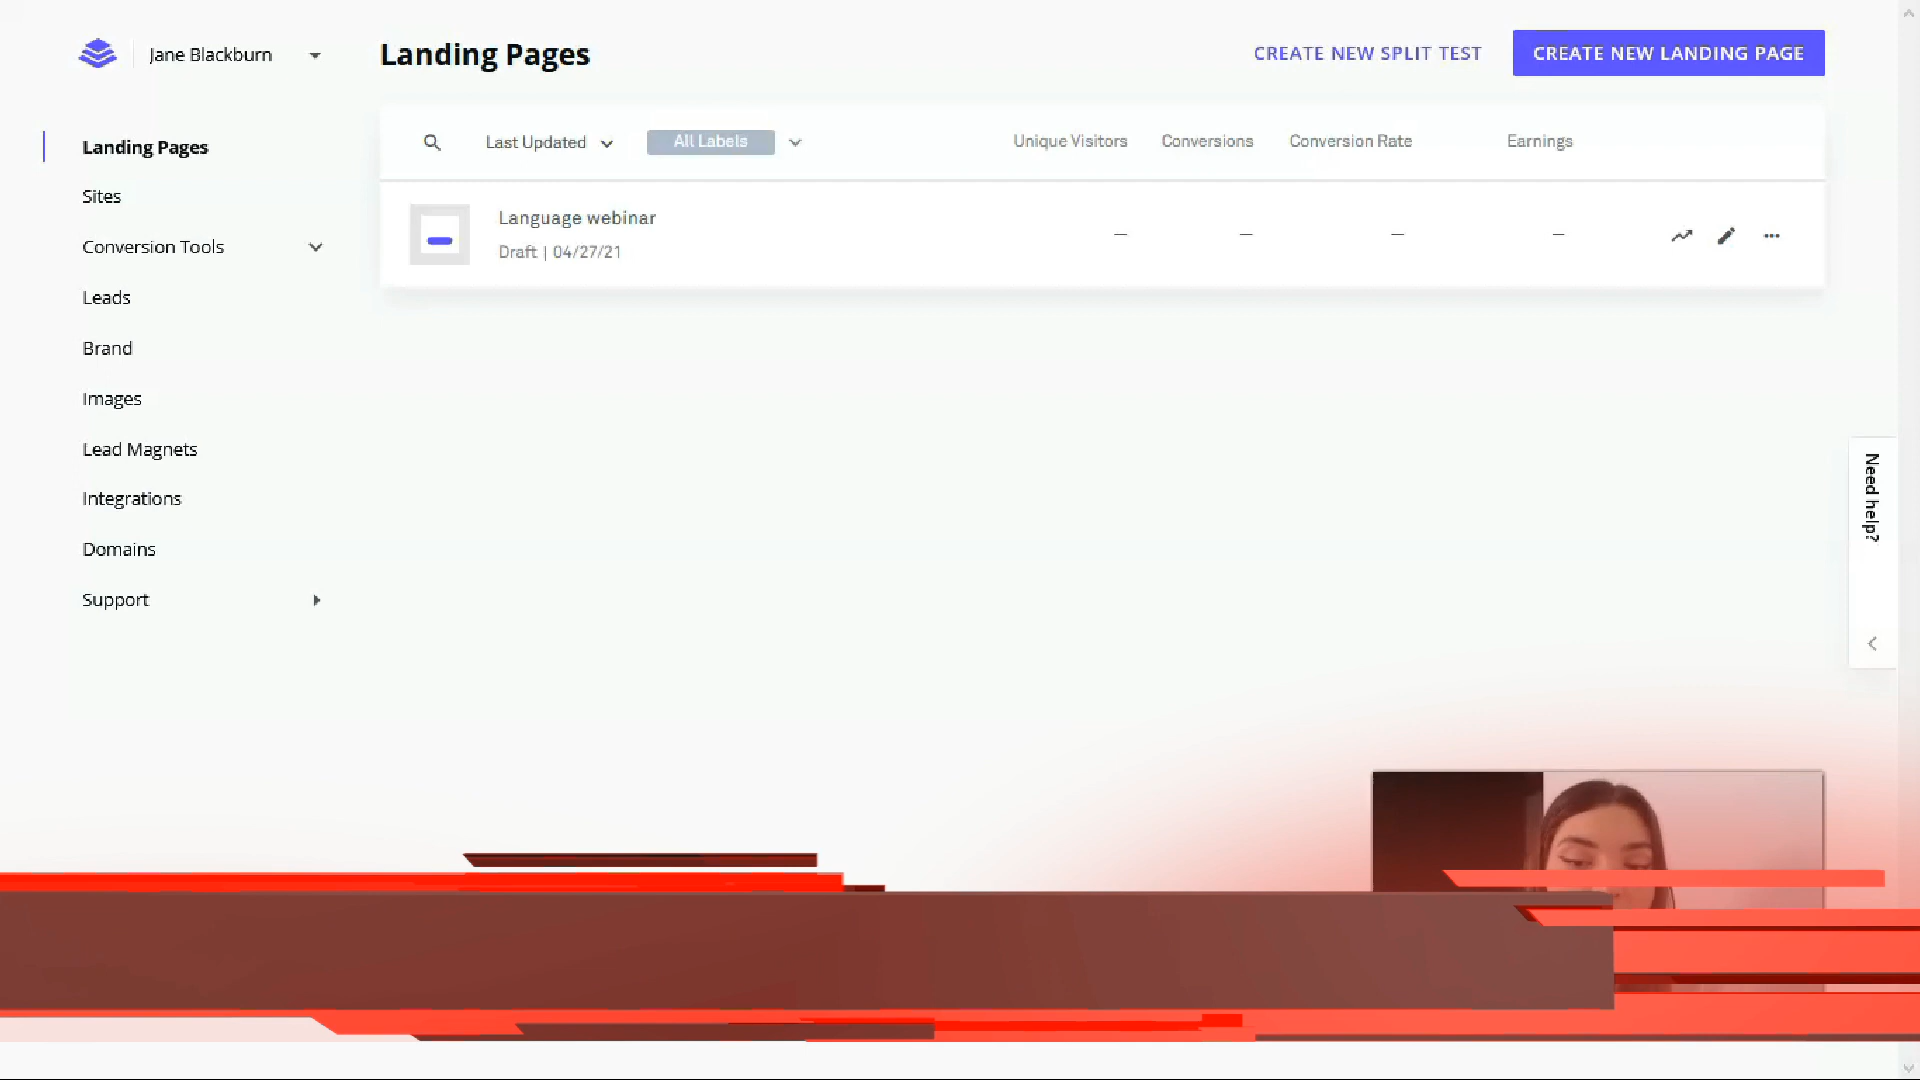 Jane Blackburn
Landing Pages
CREATE NEW SPLIT TEST
CREATE NEW LANDING PAGE
Landing Pages
Sites
Conversion Tools
Leads
Brand
Images
Lead Magnets
Integrations
Domains
Support
Last Updated
All Labels
Unique Visitors
Conversions
Conversion Rate
Earnings
Language webinar
Draft | 04/27/21
Need help?